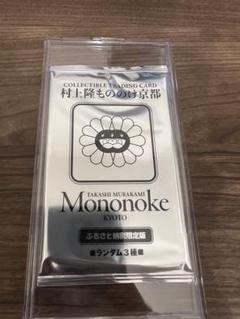 COLLECTIBLE TRADING CARD
村上隆もののけ京都
TAKASHI MURAKAMI
Mononoke
KYOTO
ふるさと納税限定版
※ランダム3種※